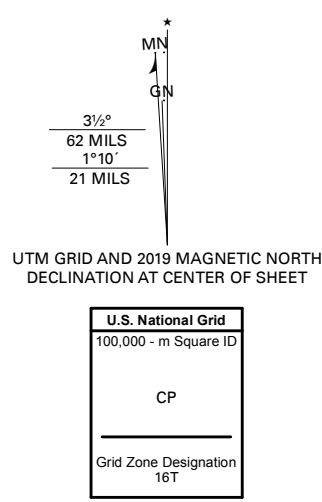 ★
MN
GN
3½°
62 MILS
1°10´
21 MILS
UTM GRID AND 2019 MAGNETIC NORTH
DECLINATION AT CENTER OF SHEET
U.S. National Grid
100,000 - m Square ID
CP
Grid Zone Designation
16T